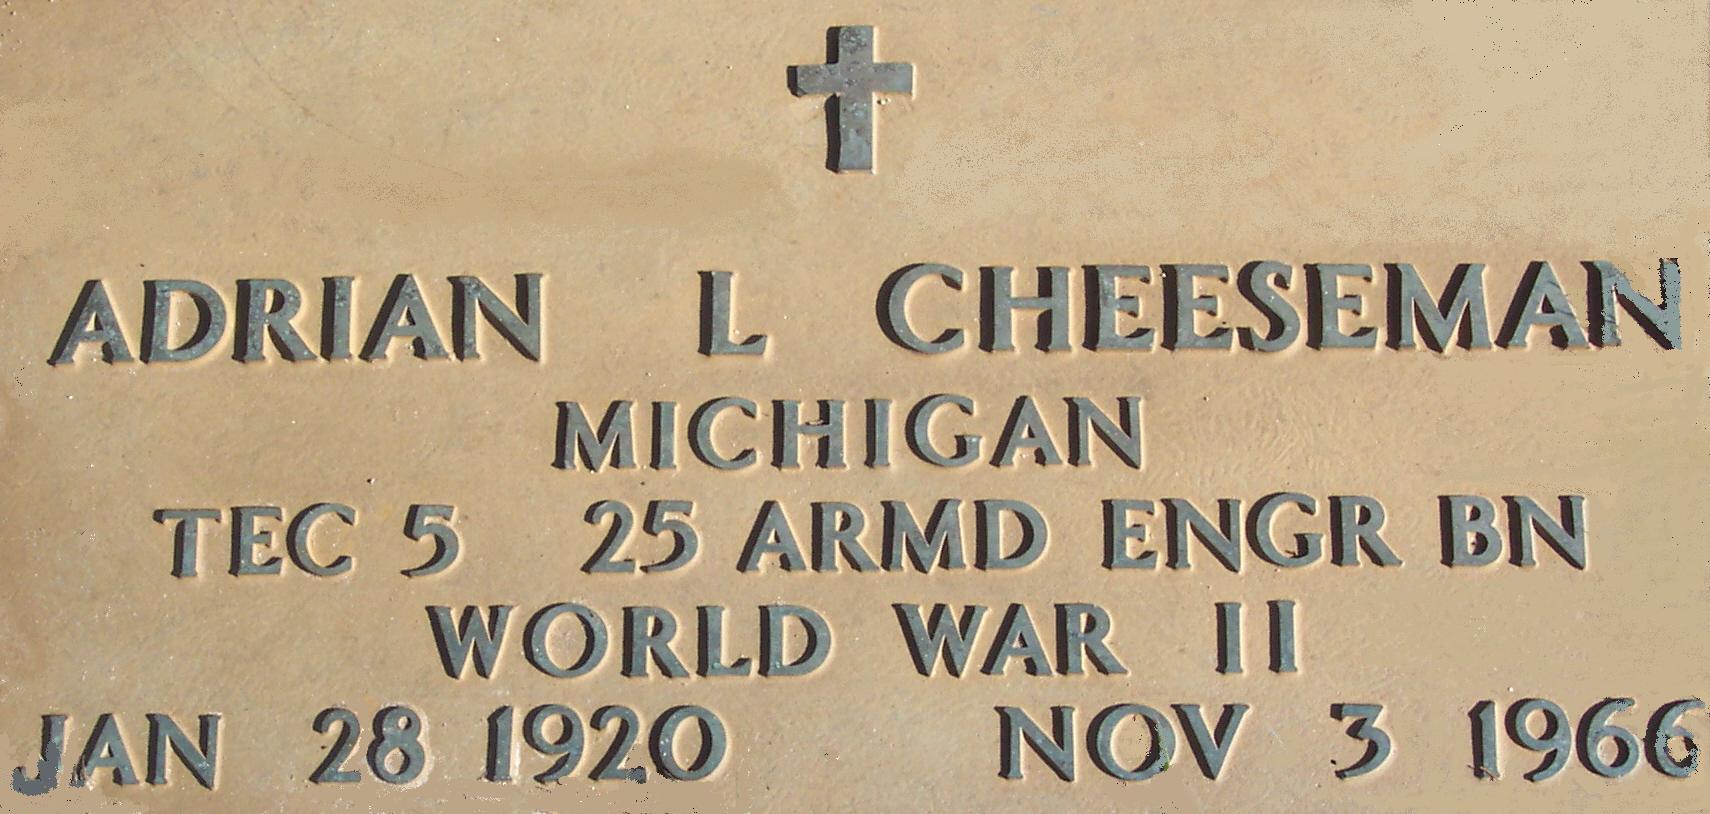 ADRIAN L CHEESEMAN
MICHIGAN
TEC 5 25 ARMD ENGR BN
WORLD WAR II
JAN 28 1920 NOV 3 1966